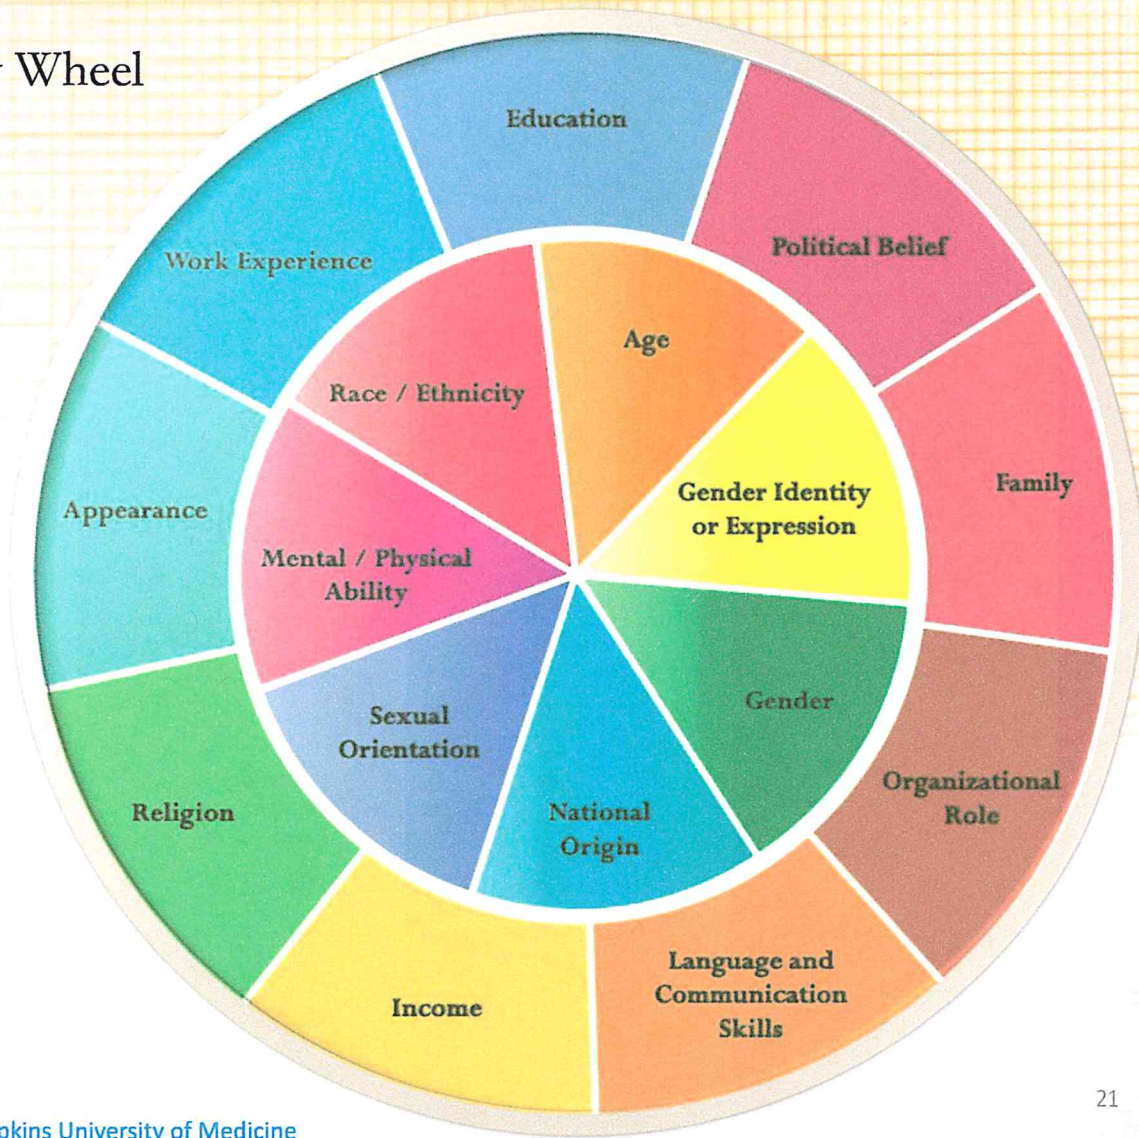 Wheel
Education
Political Belief
Work Experience
Age
Race / Ethnicity
Family
Gender Identity
or Expression
Appearance
Mental / Physical
Ability
Gender
Sexual
Orientation
Organizational
Role
Religion
National
Origin
Language and
Communication
Skills
Income
21
pkins University of Medicine